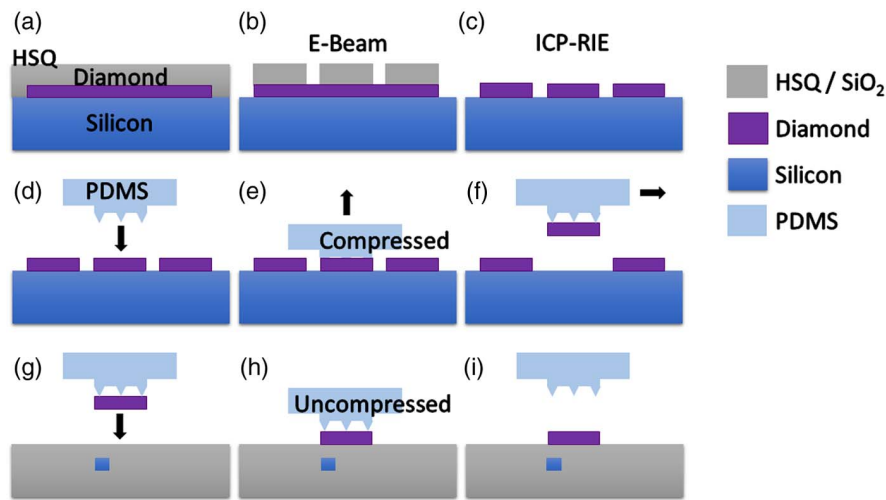 (a)
HSQ
Diamond
Silicon
(b)
E-Beam
(c)
ICP-RIE
HSQ / SiO₂
Diamond
Silicon
PDMS
(d)
PDMS
(e)
Compressed
(f)
(g)
(h)
Uncompressed
(i)